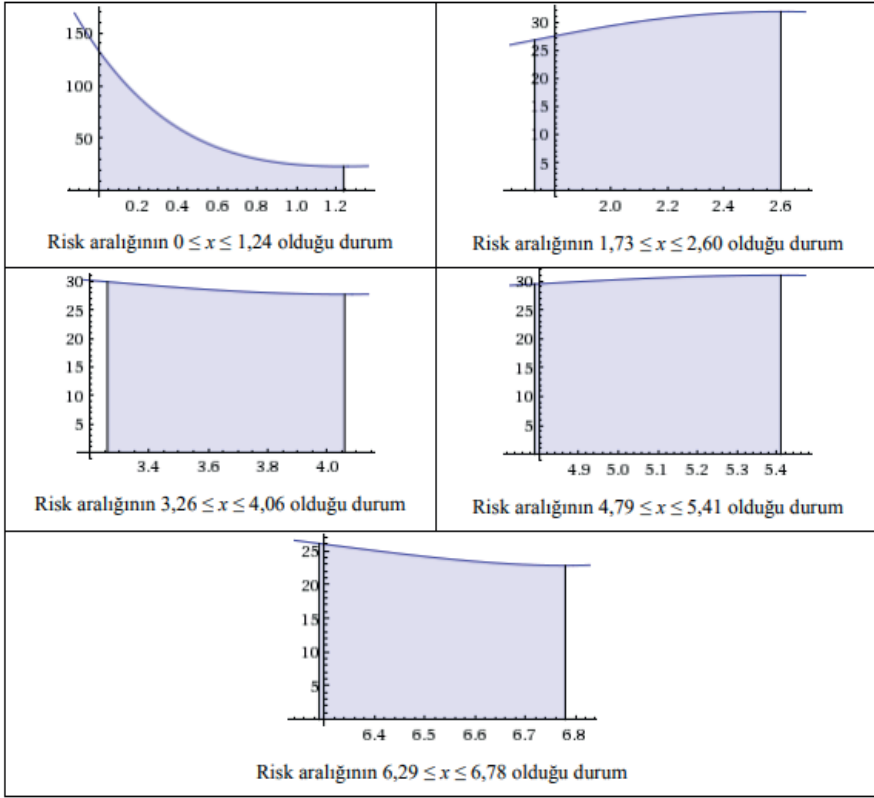 150
100
50
0.2 0.4 0.6 0.8 1.0 1.2
Risk aralığının 0 ≤ x ≤ 1,24 olduğu durum
30
25
20
15
10
5
2.0 2.2 2.4 2.6
Risk aralığının 1,73 ≤ x ≤ 2,60 olduğu durum
30
25
20
15
10
5
3.4 3.6 3.8 4.0
Risk aralığının 3,26 ≤ x ≤ 4,06 olduğu durum
30
25
20
15
10
5
4.9 5.0 5.1 5.2 5.3 5.4
Risk aralığının 4,79 ≤ x ≤ 5,41 olduğu durum
25
20
15
10
5
6.4 6.5 6.6 6.7 6.8
Risk aralığının 6,29 ≤ x ≤ 6,78 olduğu durum